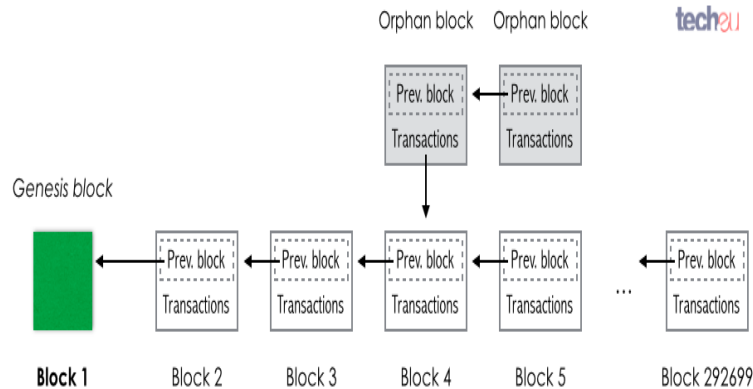 Orphan block Orphan block techeu
Prev. block Prev. block
Transactions Transactions
Genesis block
Prev. block Prev. block Prev. block Prev. block Prev. block
Transactions Transactions Transactions Transactions ... Transactions
Block 1 Block 2 Block 3 Block 4 Block 5 Block 292699